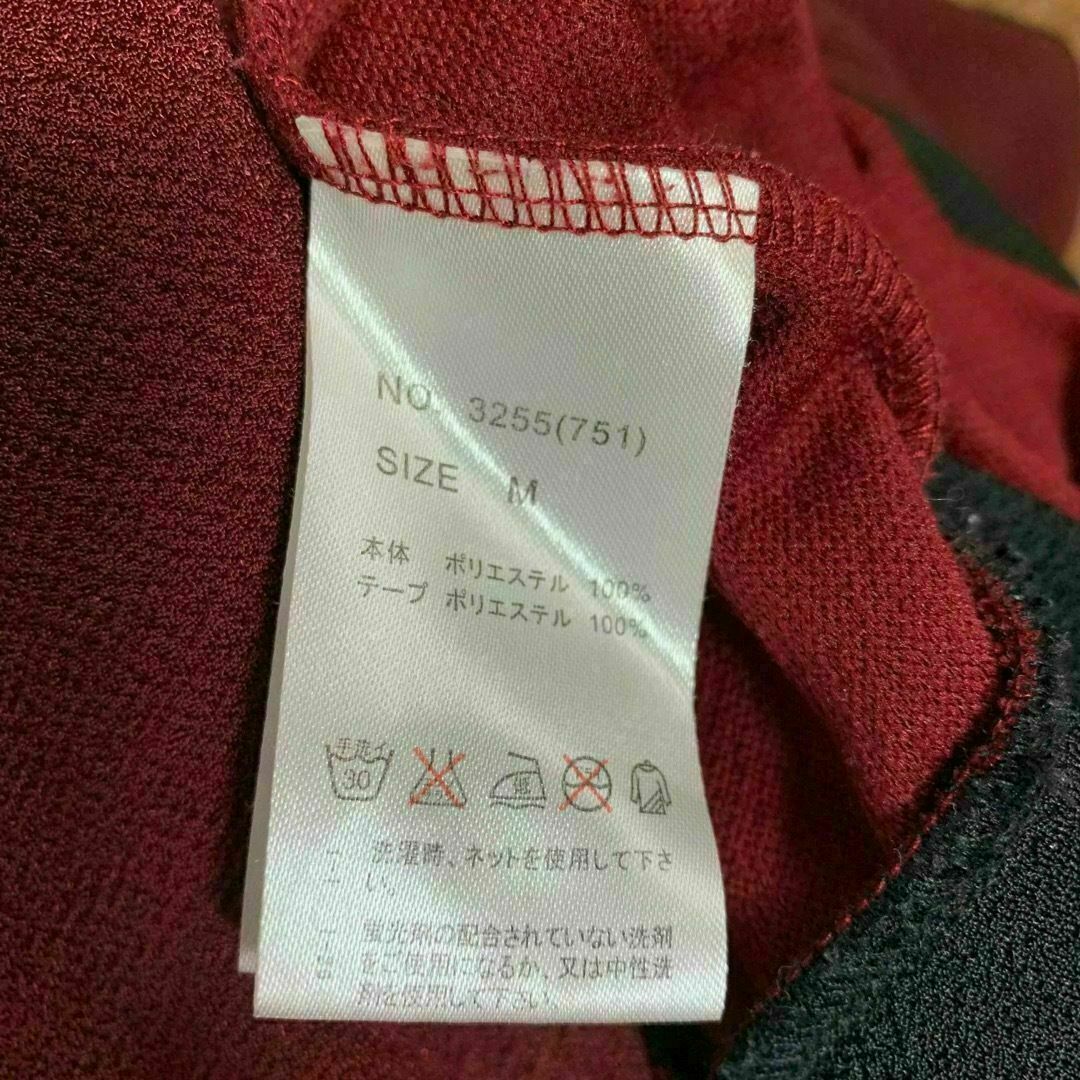 NO 3255(751)
SIZE M
本体 ポリエステル 100%
テープ ポリエステル 100%
手洗イ
30
洗濯時、ネットを使用して下さ
い。
蛍光剤の配合されていない洗剤
をご使用になるか、又は中性洗
剤を使用して下さい。